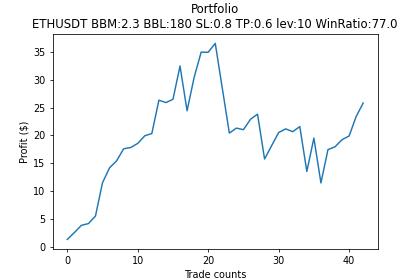 Portfolio
ETHUSDT BBM:2.3 BBL:180 SL:0.8 TP:0.6 lev:10 WinRatio:77.0
Profit ($)
35
30
25
20
15
10
5
0
0 10 20 30 40
Trade counts